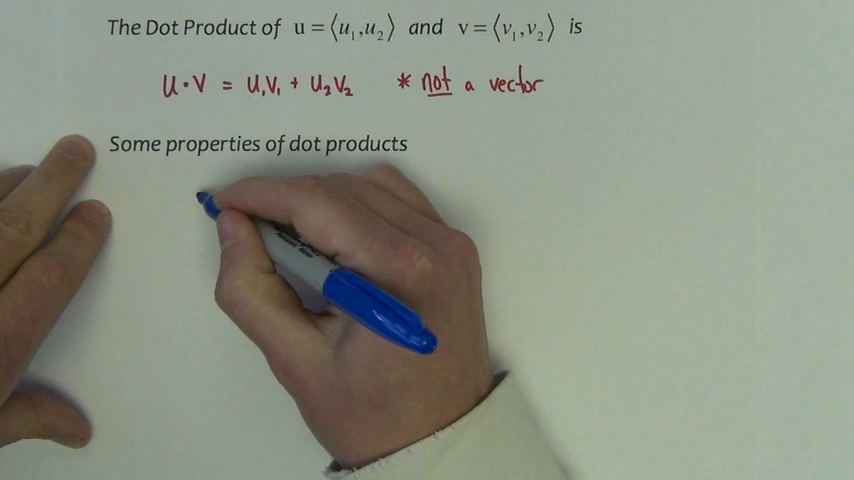 The Dot Product of u = ⟨u₁,u₂⟩ and v = ⟨v₁,v₂⟩ is
u · v = u₁v₁ + u₂v₂ * not a vector
Some properties of dot products